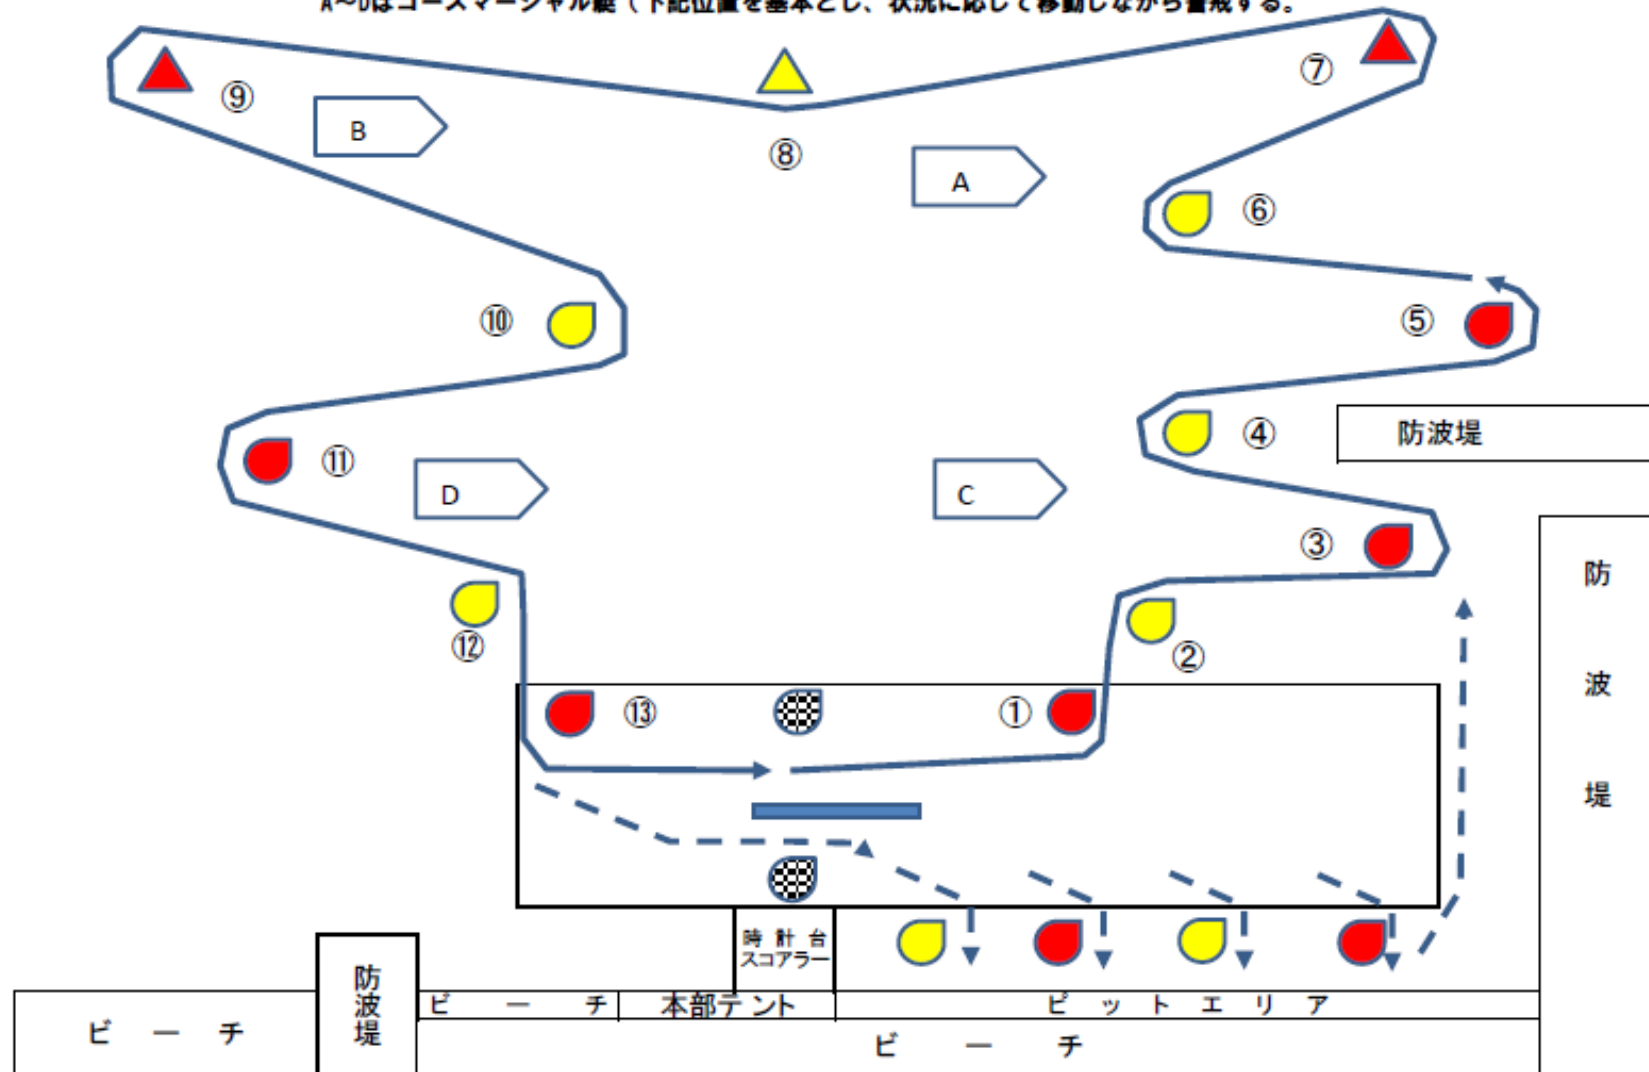 A～Dはコースマーシャル艇（下記位置を基本とし、状況に応じて移動しながら警戒する。
⑦
⑨
B
⑧
A
⑥
⑩
⑤
④
防波堤
⑪
D
C
③
防波堤
⑫
②
⑬
①
時計台
スコアラー
防波堤
ビーチ
本部テント
ピットエリア
ビーチ
ビーチ